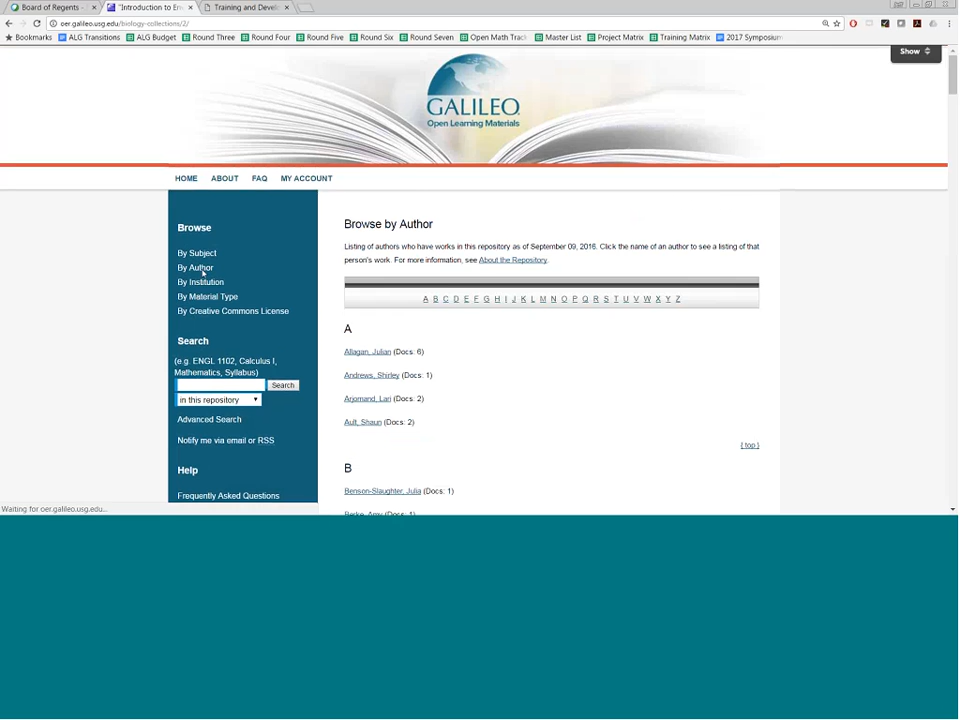 Board of Regents -
"Introduction to En
Training and Develo
oer.galileo.usg.edu/biology-collections/2/
Bookmarks ALG Transitions ALG Budget Round Three Round Four Round Five Round Six Round Seven Open Math Track Master List Project Matrix Training Matrix 2017 Symposium
Show
GALILEO
Open Learning Materials
HOME ABOUT FAQ MY ACCOUNT
Browse
By Subject
By Author
By Institution
By Material Type
By Creative Commons License
Search
(e.g. ENGL 1102, Calculus I,
Mathematics, Syllabus)
Search
in this repository
Advanced Search
Notify me via email or RSS
Help
Frequently Asked Questions
Browse by Author
Listing of authors who have works in this repository as of September 09, 2016. Click the name of an author to see a listing of that
person's work. For more information, see About the Repository.
A B C D E F G H I J K L M N O P Q R S T U V W X Y Z
A
Allagan, Julian (Docs: 6)
Andrews, Shirley (Docs: 1)
Arjomand, Lari (Docs: 2)
Ault, Shaun (Docs: 2)
{ top }
B
Benson-Slaughter, Julia (Docs: 1)
Berke, Amy (Docs: 1)
Waiting for oer.galileo.usg.edu...